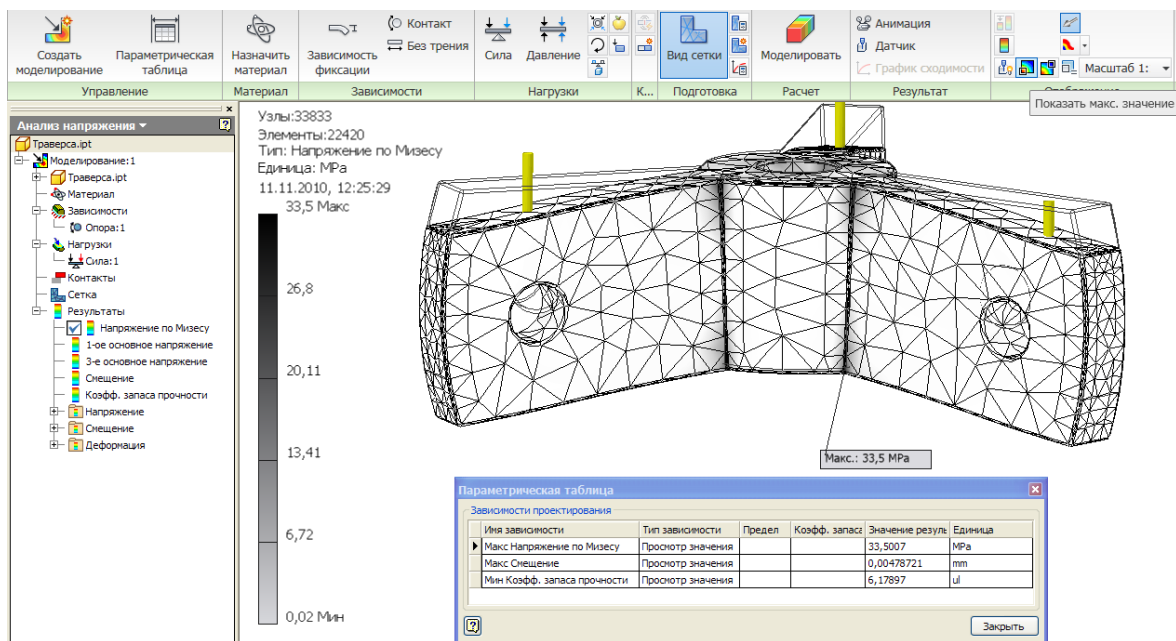 Создать моделирование
Параметрическая таблица
Назначить материал
Зависимость фиксации
Контакт
Без трения
Сила
Давление
Вид сетки
Моделировать
Анимация
Датчик
График сходимости
Масштаб 1:
Управление
Материал
Зависимости
Нагрузки
К...
Подготовка
Расчет
Результат
Показать макс. значение
Анализ напряжения
Траверса.ipt
Моделирование:1
Траверса.ipt
Материал
Зависимости
Опора:1
Нагрузки
Сила:1
Контакты
Сетка
Результаты
Напряжение по Мизесу
1-ое основное напряжение
3-е основное напряжение
Смещение
Коэфф. запаса прочности
Напряжение
Смещение
Деформация
Узлы:33833
Элементы:22420
Тип: Напряжение по Мизесу
Единица: MPa
11.11.2010, 12:25:29
33,5 Макс
26,8
20,11
13,41
6,72
0,02 Мин
Макс.: 33,5 MPa
Параметрическая таблица
Зависимости проектирования
Имя зависимости Тип зависимости Предел Коэфф. запаса Значение резуль Единица
Макс Напряжение по Мизесу Просмотр значения 33,5007 MPa
Макс Смещение Просмотр значения 0,00478721 mm
Мин Коэфф. запаса прочности Просмотр значения 6,17897 ul
Закрыть